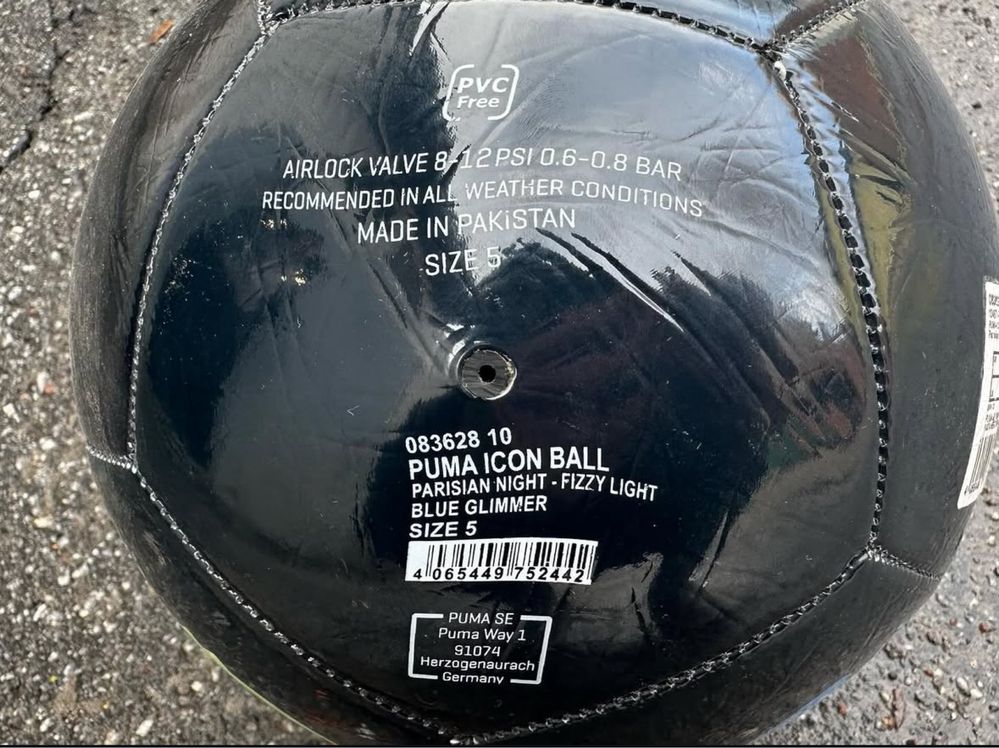 PVC
Free
AIRLOCK VALVE 8-12 PSI 0.6-0.8 BAR
RECOMMENDED IN ALL WEATHER CONDITIONS
MADE IN PAKiSTAN
SIZE 5
083628 10
PUMA ICON BALL
PARISIAN NIGHT - FIZZY LIGHT
BLUE GLIMMER
SIZE 5
4 065449 752442
PUMA SE
Puma Way 1
91074
Herzogenaurach
Germany